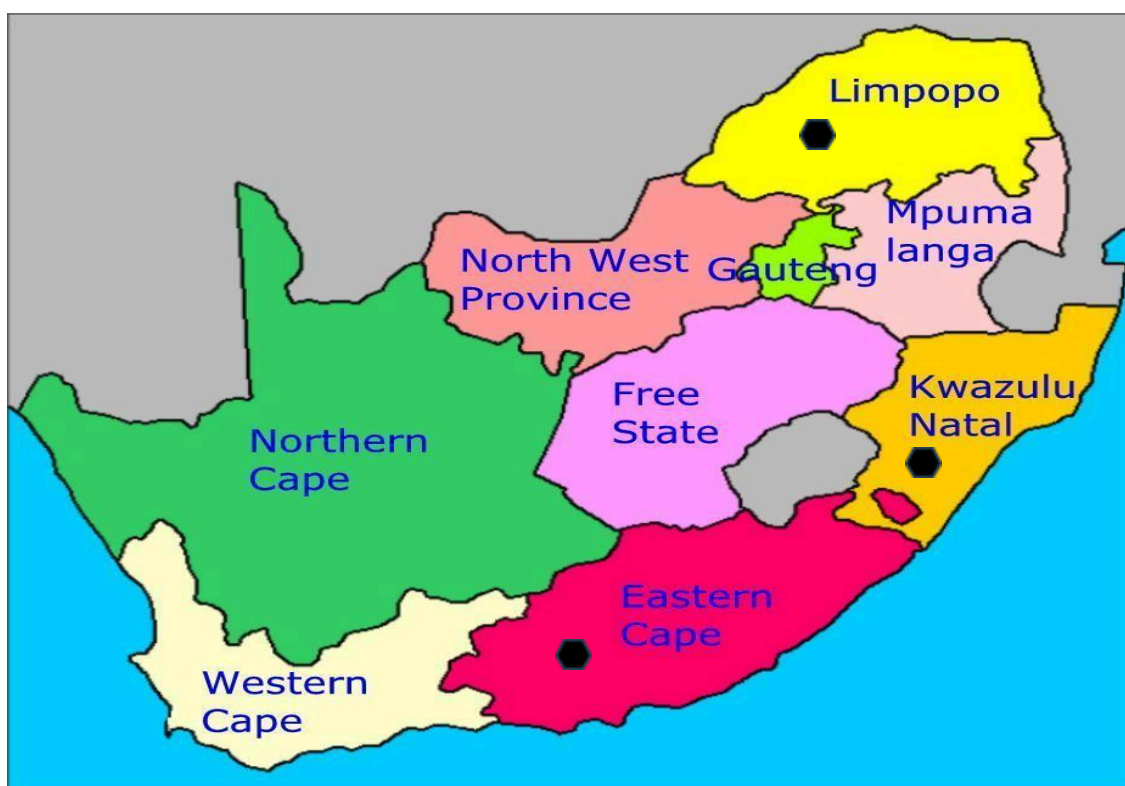 Limpopo
Mpuma
langa
North West
Province
Gauteng
Free
State
Kwazulu
Natal
Northern
Cape
Eastern
Cape
Western
Cape